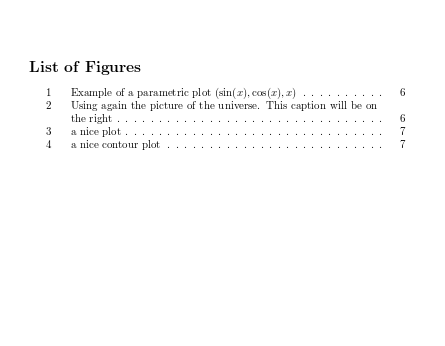 List of Figures
1 Example of a parametric plot (sin(x), cos(x), x) . . . . . . . . . . 6
2 Using again the picture of the universe. This caption will be on
the right . . . . . . . . . . . . . . . . . . . . . . . . . . . . . . . . 6
3 a nice plot . . . . . . . . . . . . . . . . . . . . . . . . . . . . . . . 7
4 a nice contour plot . . . . . . . . . . . . . . . . . . . . . . . . . . 7